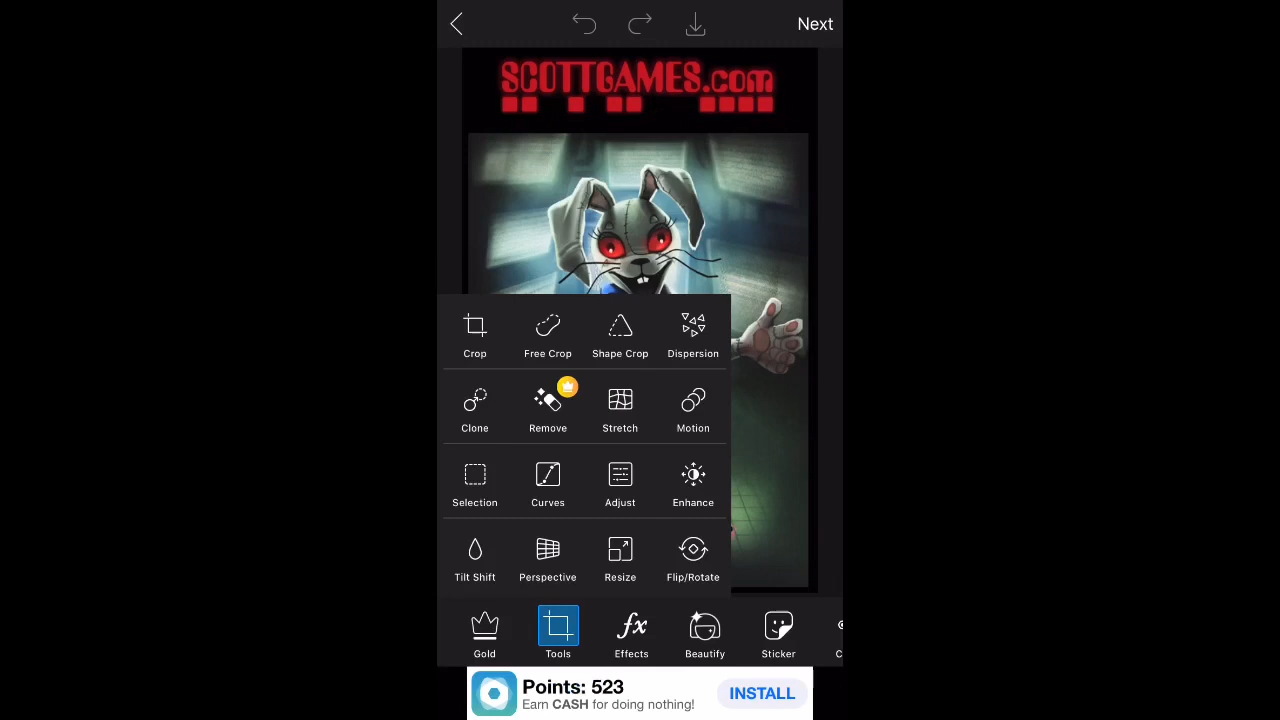 Next
SCOTTGAMES.com
Crop Free Crop Shape Crop Dispersion
Clone Remove Stretch Motion
Selection Curves Adjust Enhance
Tilt Shift Perspective Resize Flip/Rotate
Gold Tools fx Effects Beautify Sticker C
Points: 523
Earn CASH for doing nothing!
INSTALL